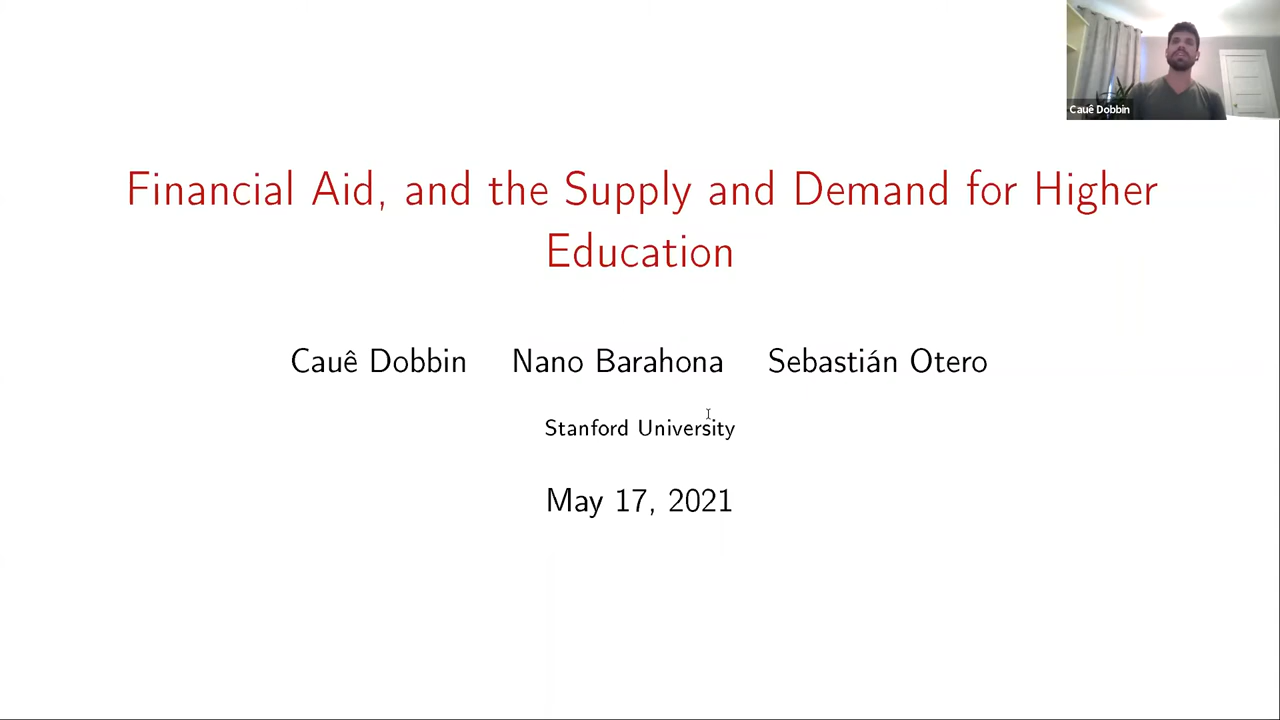 Cauê Dobbin
Financial Aid, and the Supply and Demand for Higher
Education
Cauê Dobbin Nano Barahona Sebastián Otero
Stanford University
May 17, 2021